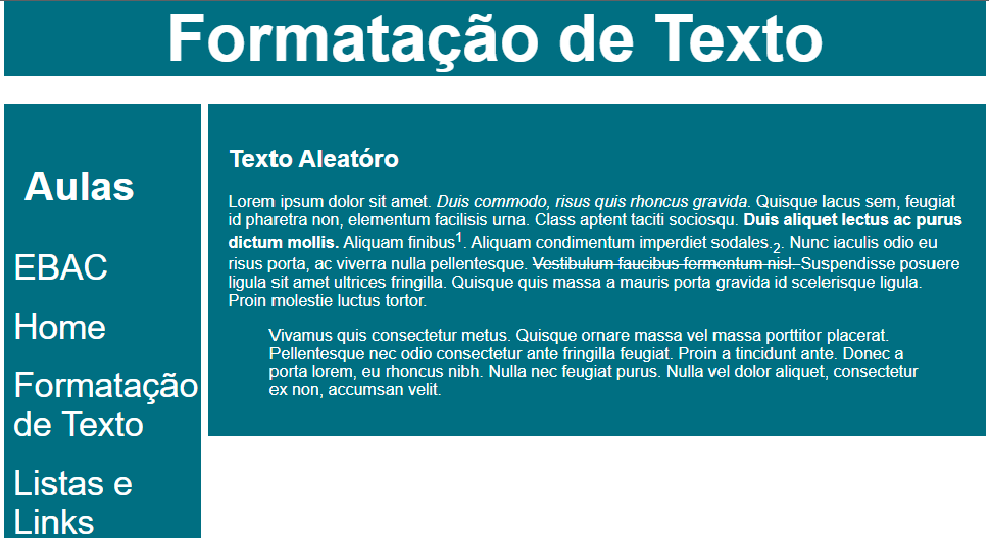 Formatação de Texto
Aulas
EBAC
Home
Formatação
de Texto
Listas e
Links
Texto Aleatóro
Lorem ipsum dolor sit amet. Duis commodo, risus quis rhoncus gravida. Quisque lacus sem, feugiat
id pharetra non, elementum facilisis urna. Class aptent taciti sociosqu. Duis aliquet lectus ac purus
dictum mollis. Aliquam finibus1. Aliquam condimentum imperdiet sodales.2. Nunc iaculis odio eu
risus porta, ac viverra nulla pellentesque. Vestibulum faucibus fermentum nisl. Suspendisse posuere
ligula sit amet ultrices fringilla. Quisque quis massa a mauris porta gravida id scelerisque ligula.
Proin molestie luctus tortor.
Vivamus quis consectetur metus. Quisque ornare massa vel massa porttitor placerat.
Pellentesque nec odio consectetur ante fringilla feugiat. Proin a tincidunt ante. Donec a
porta lorem, eu rhoncus nibh. Nulla nec feugiat purus. Nulla vel dolor aliquet, consectetur
ex non, accumsan velit.